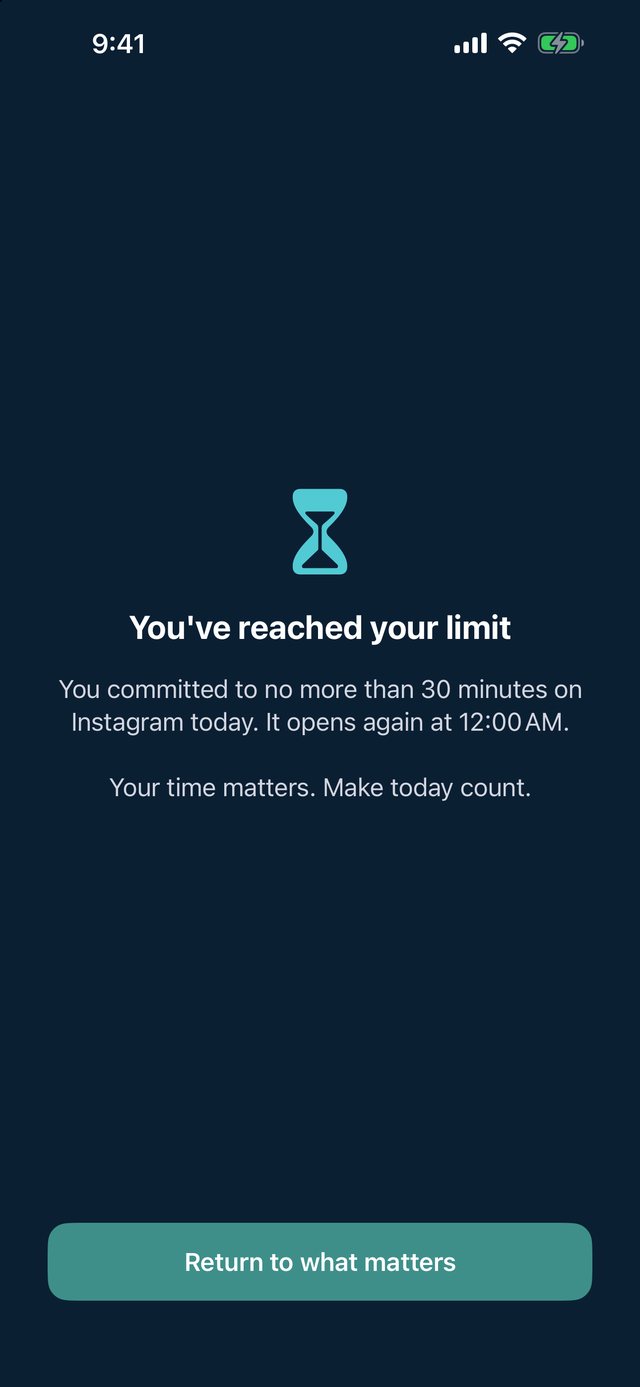 9:41
You've reached your limit
You committed to no more than 30 minutes on
Instagram today. It opens again at 12:00 AM.
Your time matters. Make today count.
Return to what matters